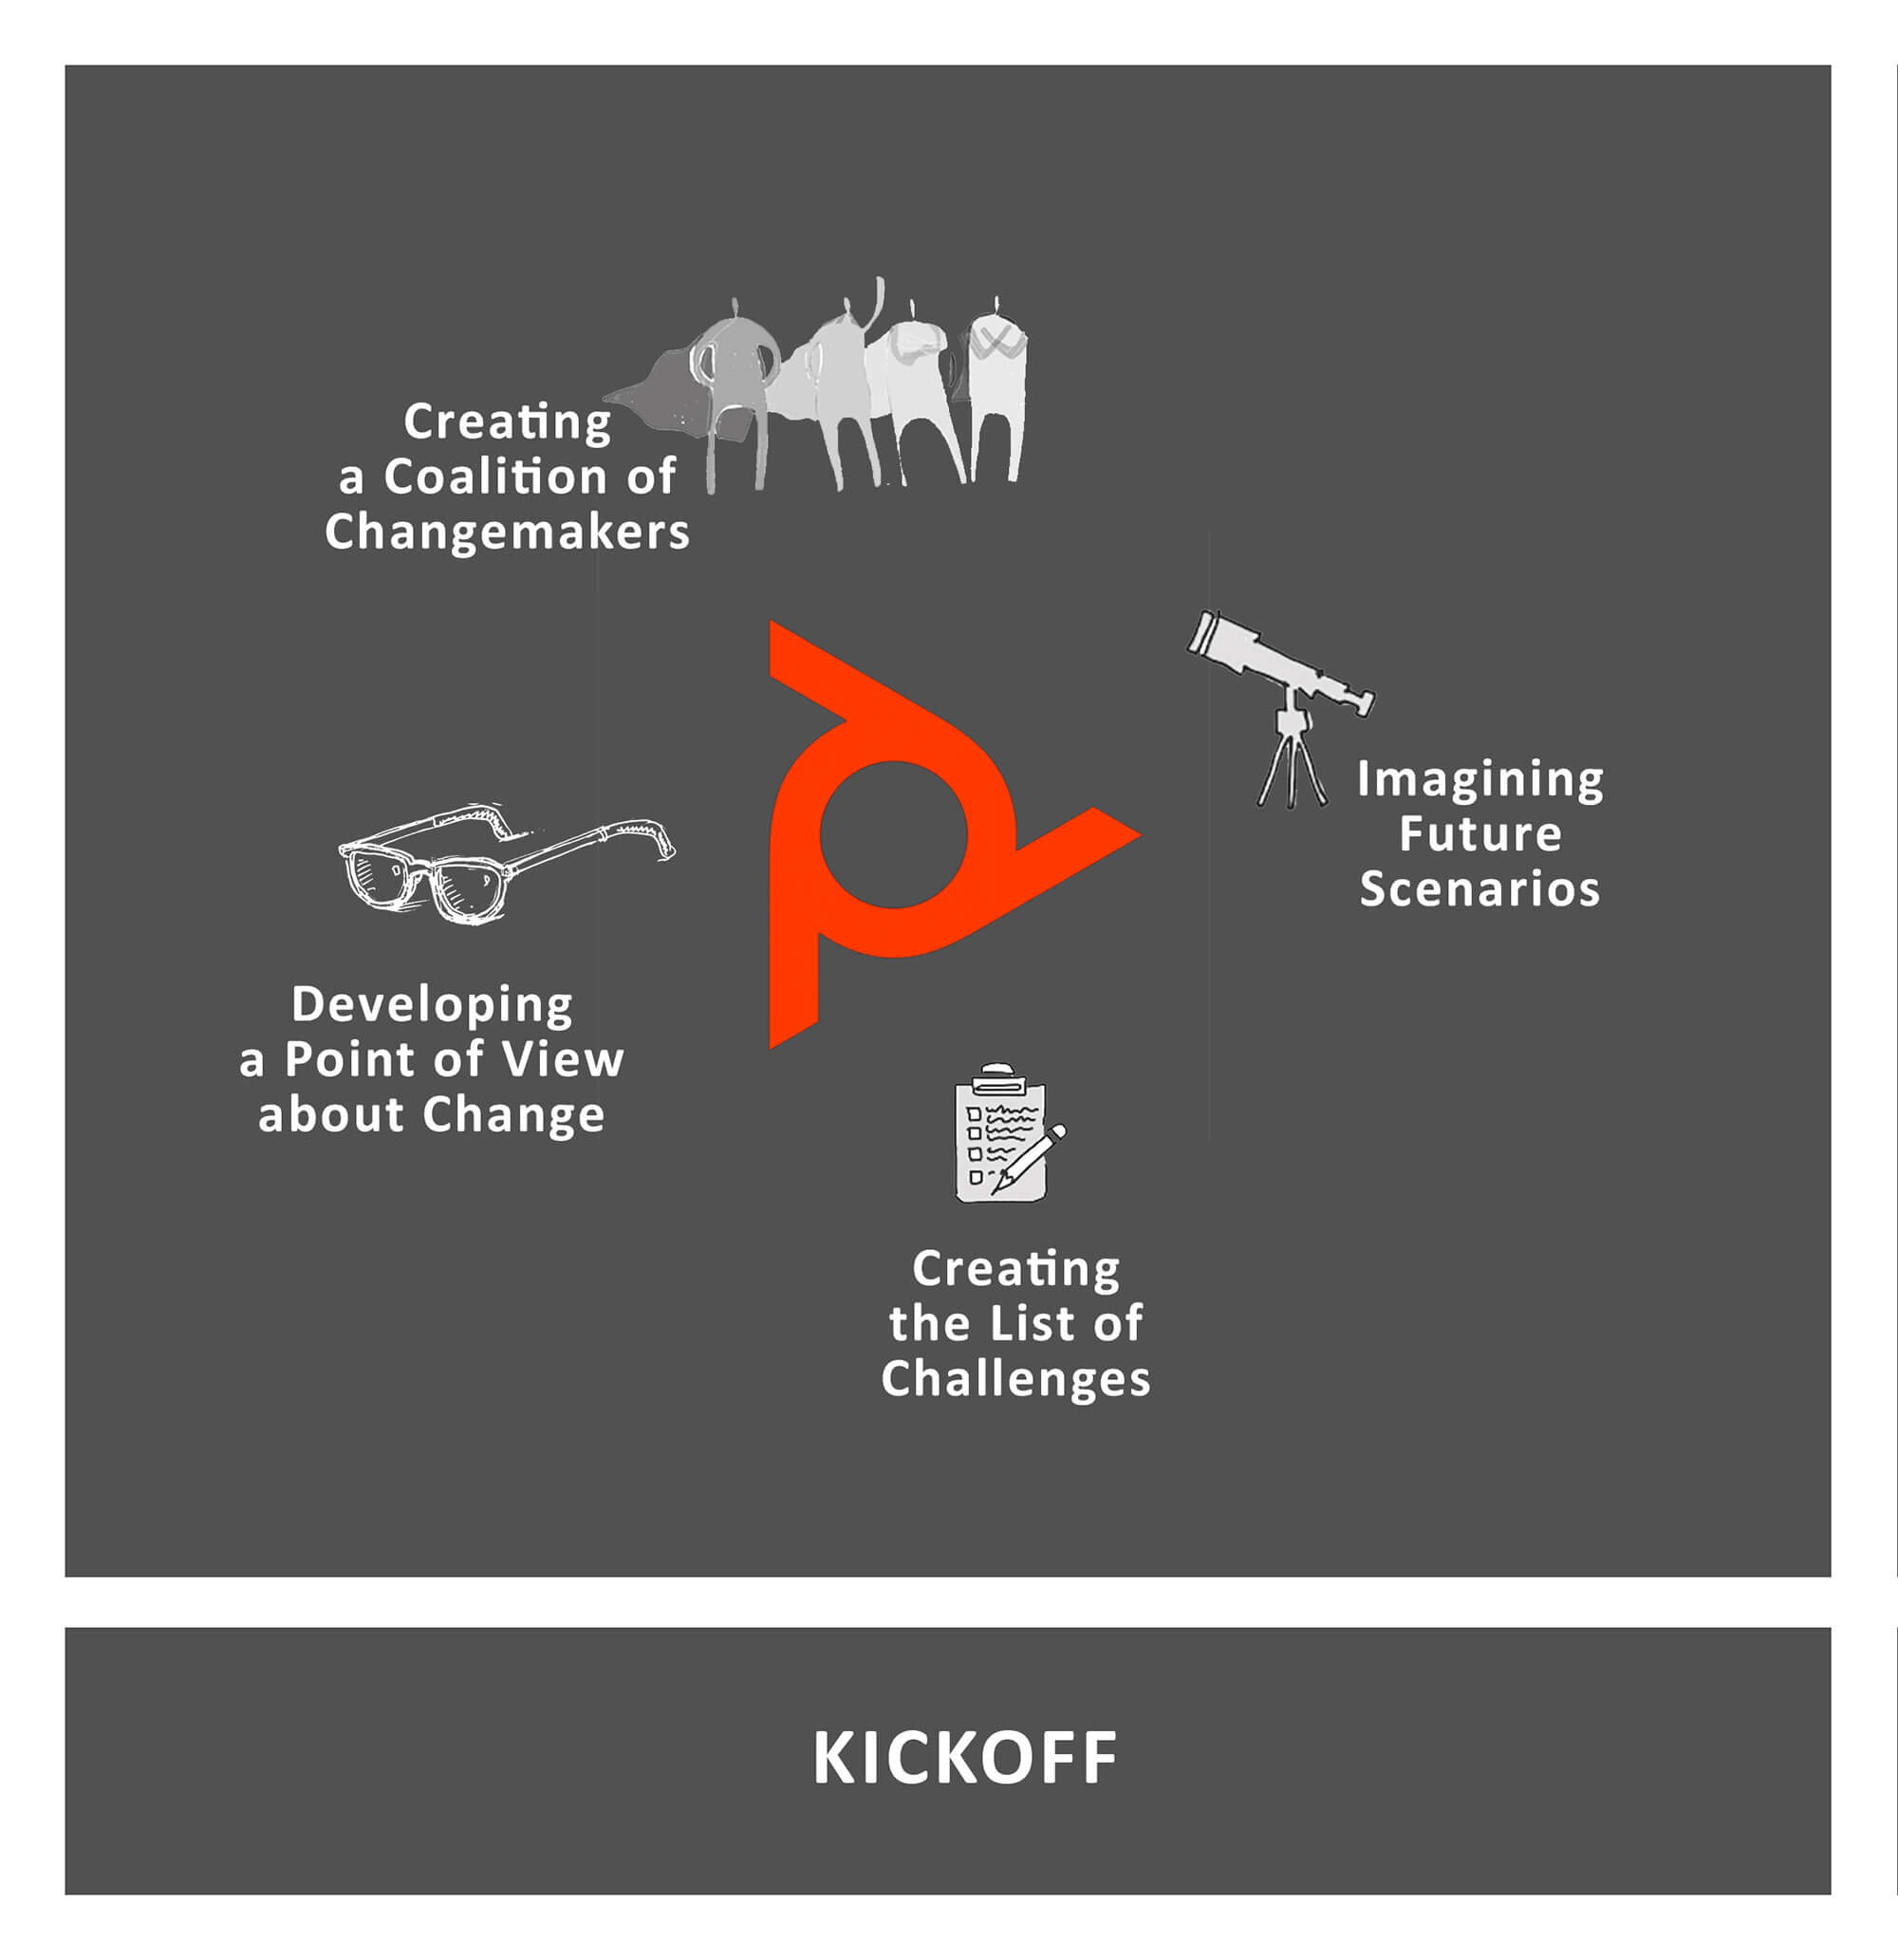 Creating
a Coalition of
Changemakers
Imagining
Future
Scenarios
Developing
a Point of View
about Change
Creating
the List of
Challenges
KICKOFF